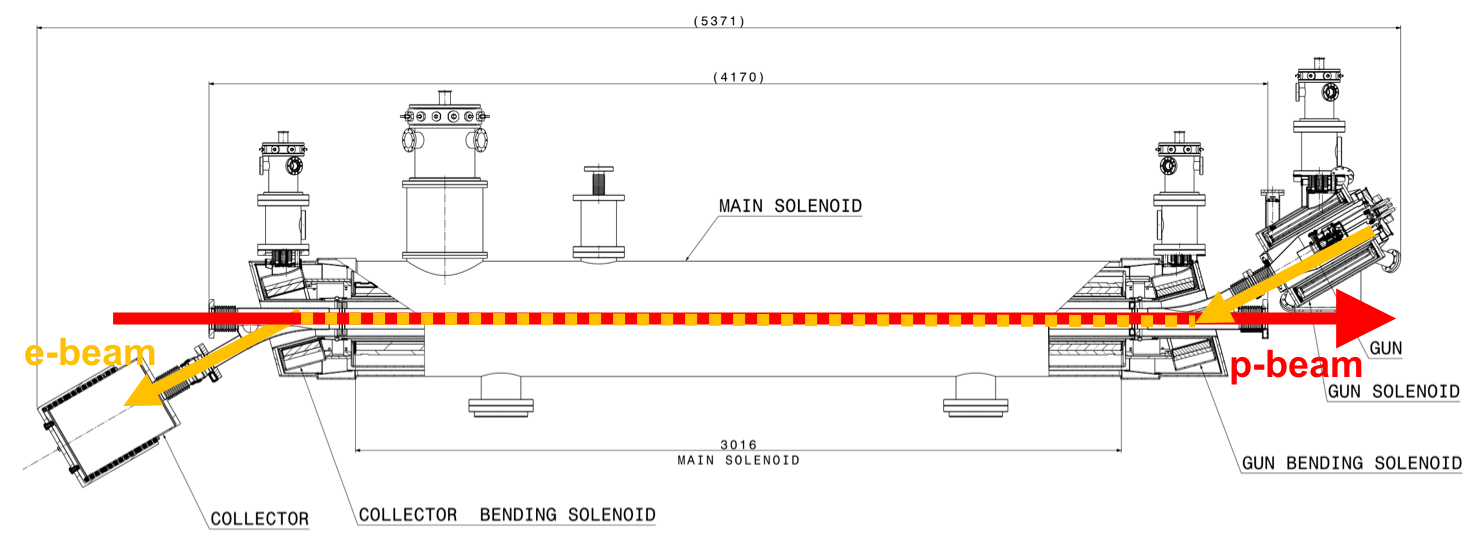 (5371)
(4170)
MAIN SOLENOID
e-beam
p-beam
GUN
GUN SOLENOID
3016
MAIN SOLENOID
GUN BENDING SOLENOID
COLLECTOR
COLLECTOR BENDING SOLENOID